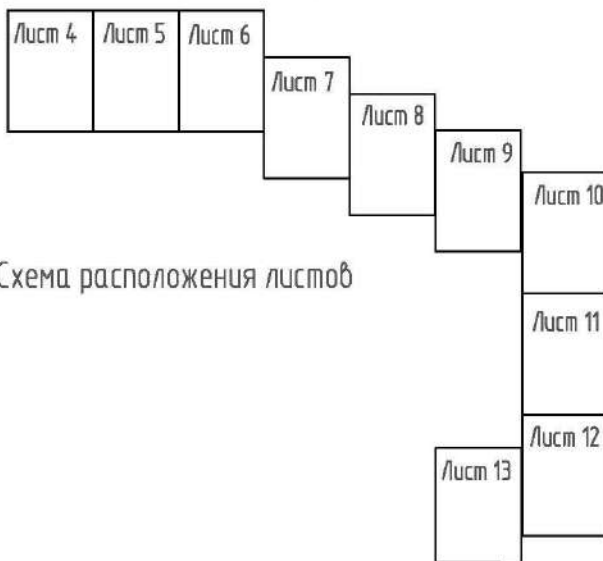 Лист 4
Лист 5
Лист 6
Лист 7
Лист 8
Лист 9
Лист 10
Схема расположения листов
Лист 11
Лист 12
Лист 13